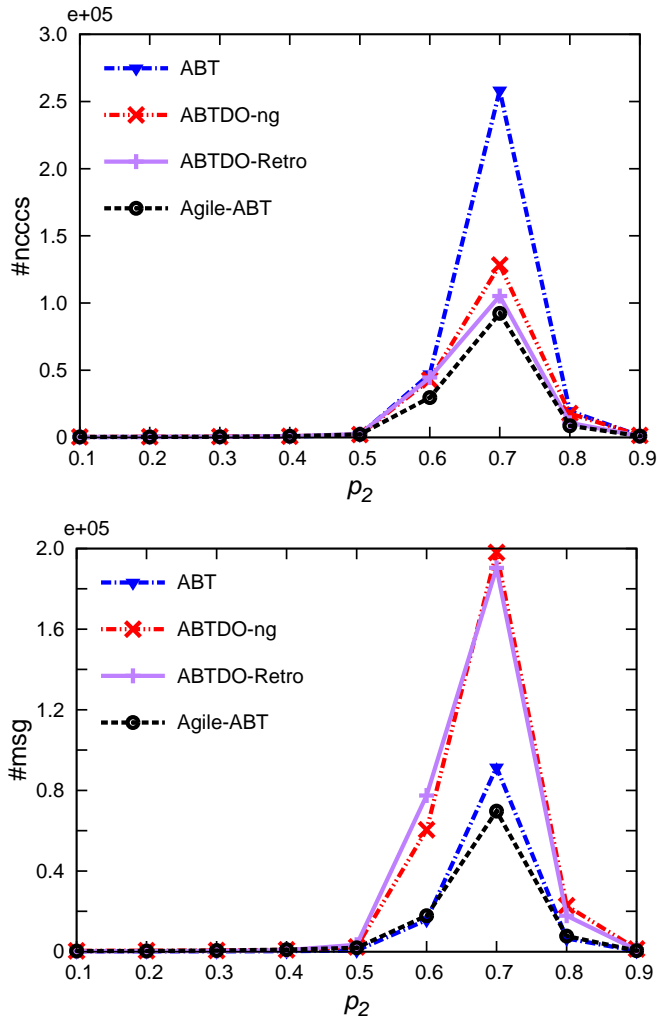 e+05
3.0
2.5
2.0
1.5
1.0
0.5
0
#ncccs
ABT
ABTDO-ng
ABTDO-Retro
Agile-ABT
0.1 0.2 0.3 0.4 0.5 0.6 0.7 0.8 0.9
p2
e+05
2.0
1.6
1.2
0.8
0.4
0
#msg
ABT
ABTDO-ng
ABTDO-Retro
Agile-ABT
0.1 0.2 0.3 0.4 0.5 0.6 0.7 0.8 0.9
p2